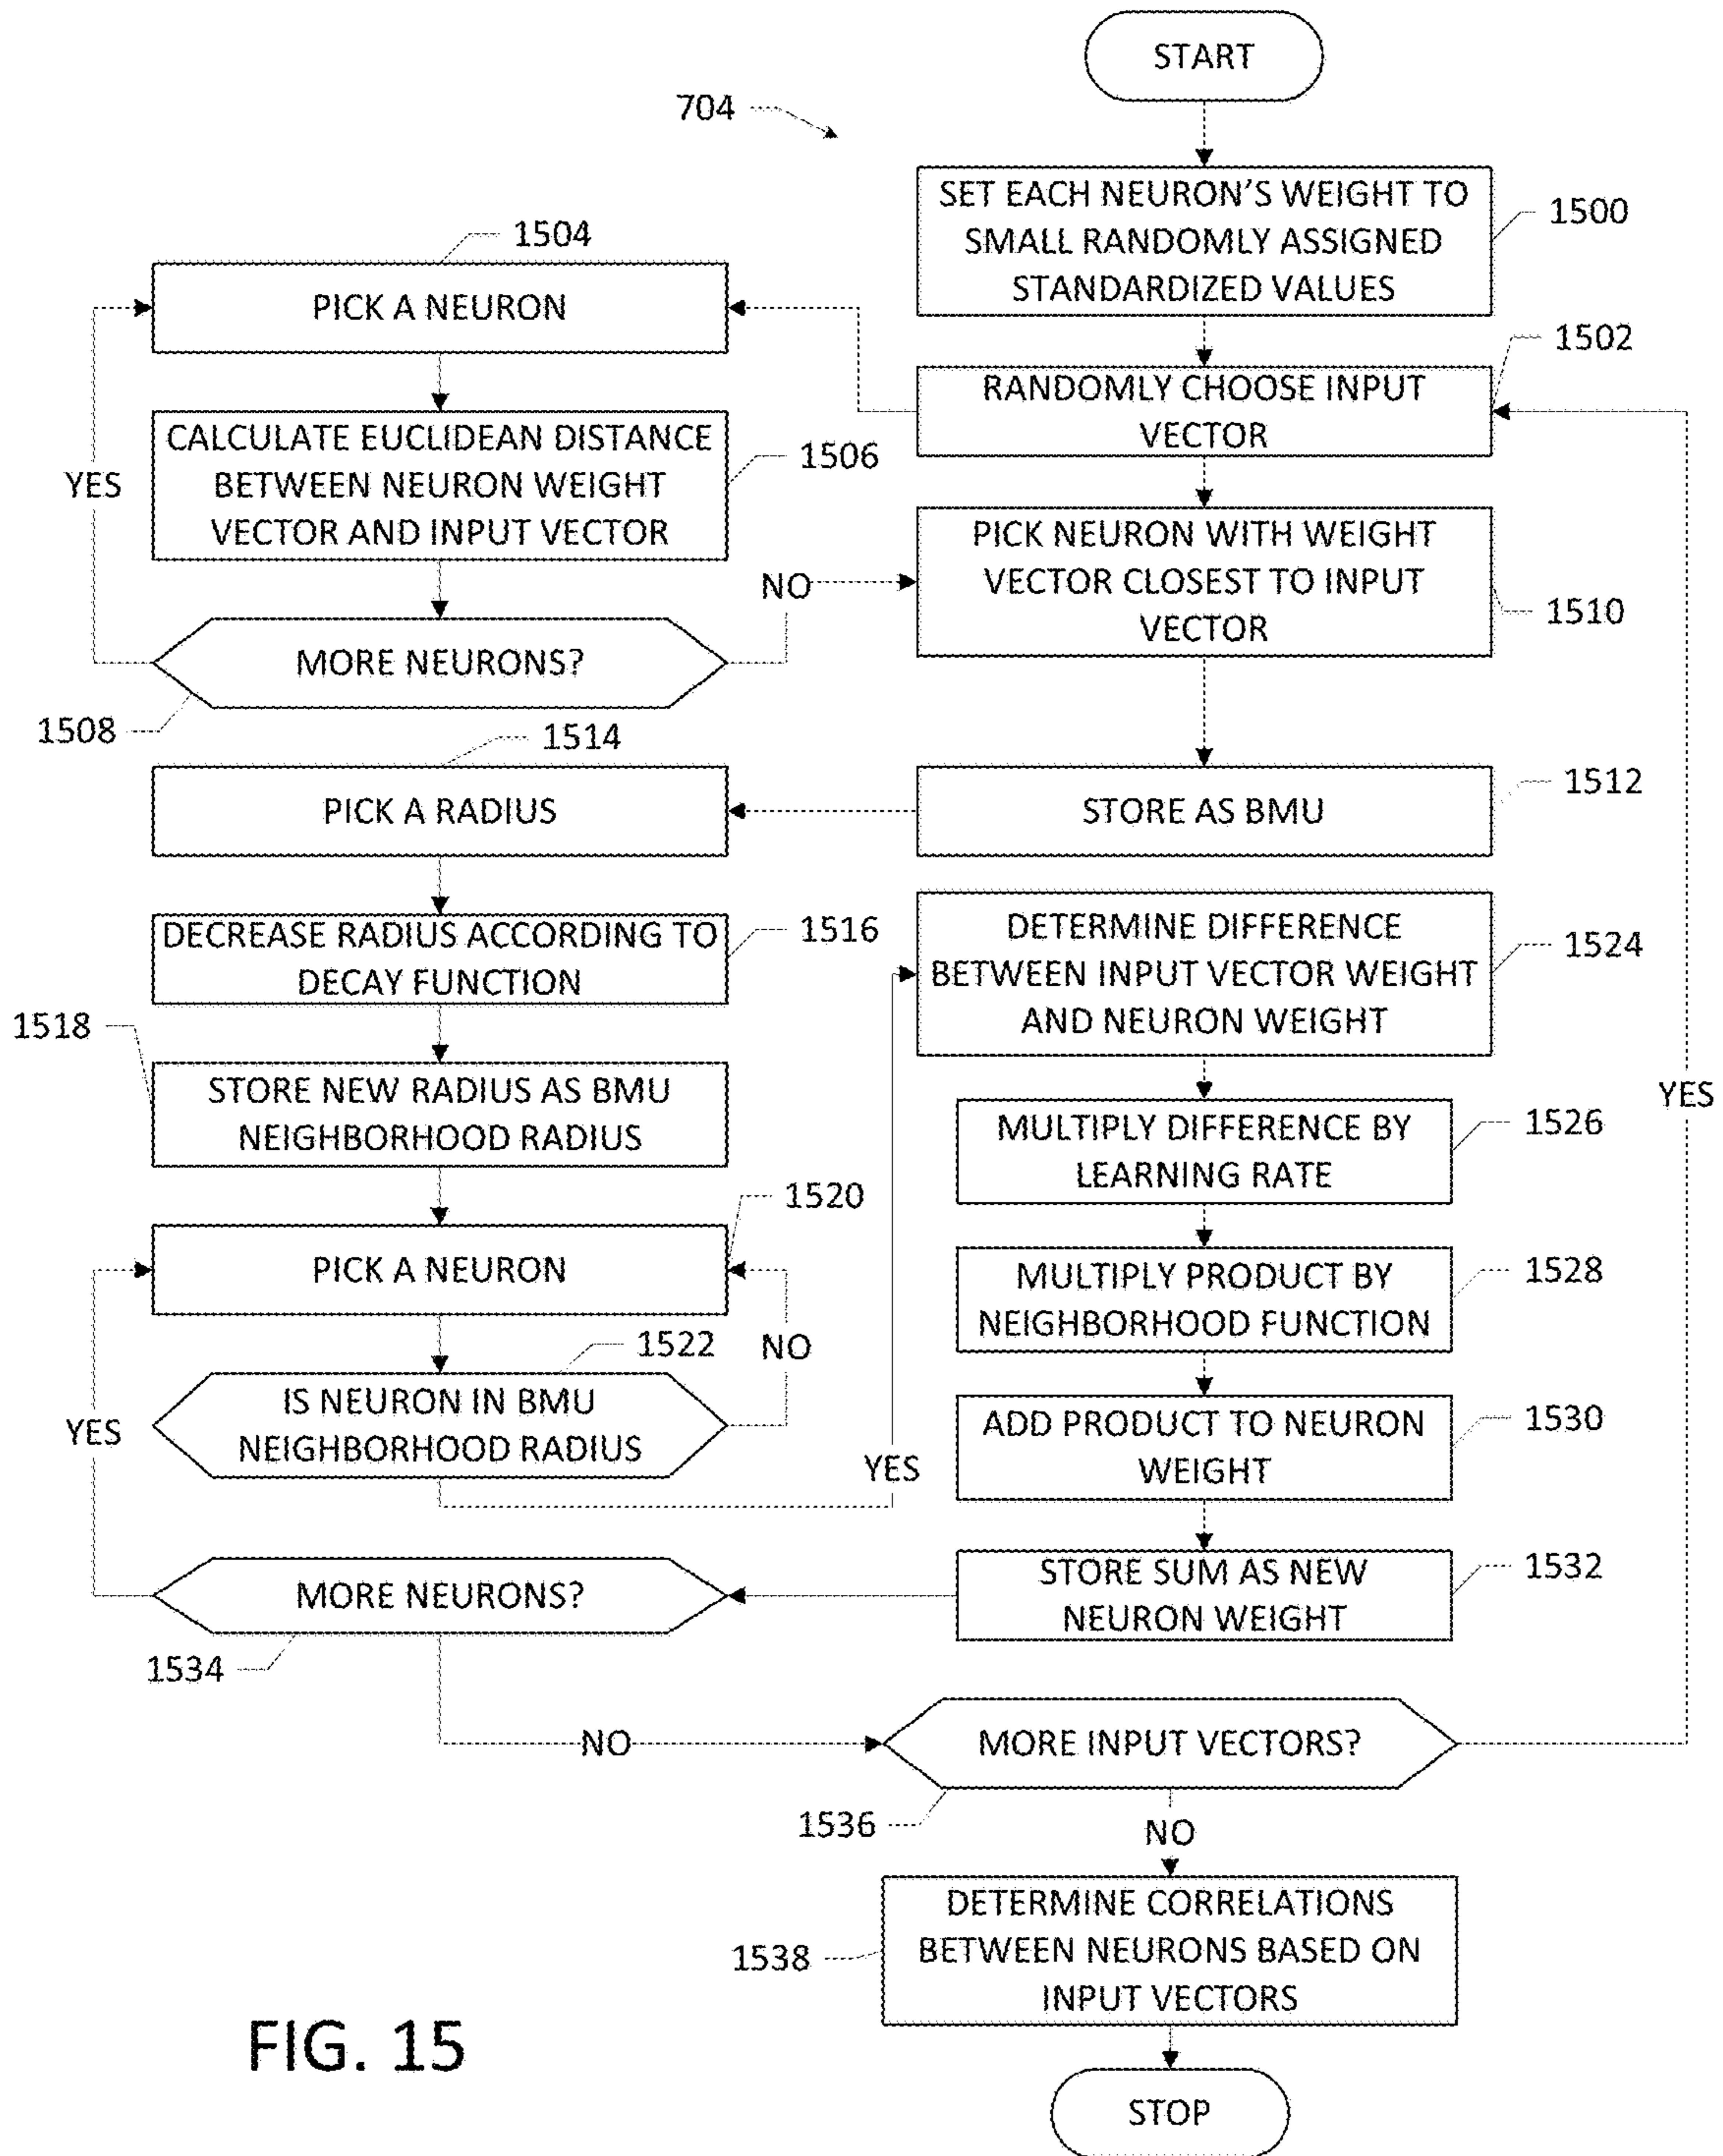 START
704
SET EACH NEURON'S WEIGHT TO
SMALL RANDOMLY ASSIGNED
STANDARDIZED VALUES
1500
1504
PICK A NEURON
1502
RANDOMLY CHOOSE INPUT
VECTOR
CALCULATE EUCLIDEAN DISTANCE
BETWEEN NEURON WEIGHT
VECTOR AND INPUT VECTOR
1506
YES
PICK NEURON WITH WEIGHT
VECTOR CLOSEST TO INPUT
VECTOR
1510
NO
MORE NEURONS?
1508
1514
PICK A RADIUS
STORE AS BMU
1512
DECREASE RADIUS ACCORDING TO
DECAY FUNCTION
1516
DETERMINE DIFFERENCE
BETWEEN INPUT VECTOR WEIGHT
AND NEURON WEIGHT
1524
1518
STORE NEW RADIUS AS BMU
NEIGHBORHOOD RADIUS
YES
MULTIPLY DIFFERENCE BY
LEARNING RATE
1526
1520
PICK A NEURON
MULTIPLY PRODUCT BY
NEIGHBORHOOD FUNCTION
1528
1522
NO
IS NEURON IN BMU
NEIGHBORHOOD RADIUS
YES
YES
ADD PRODUCT TO NEURON
WEIGHT
1530
MORE NEURONS?
STORE SUM AS NEW
NEURON WEIGHT
1532
1534
NO
MORE INPUT VECTORS?
1536
NO
DETERMINE CORRELATIONS
BETWEEN NEURONS BASED ON
INPUT VECTORS
1538
FIG. 15
STOP